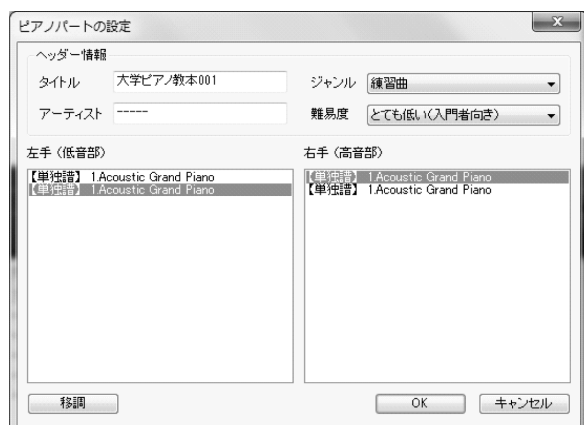 ピアノパートの設定
x
ヘッダー情報
タイトル 大学ピアノ教本001 ジャンル 練習曲
アーティスト ----- 難易度 とても低い(入門者向き)
左手(低音部) 右手(高音部)
【単独譜】 1.Acoustic Grand Piano 【単独譜】 1.Acoustic Grand Piano
【単独譜】 1.Acoustic Grand Piano 【単独譜】 1.Acoustic Grand Piano
移調 OK キャンセル